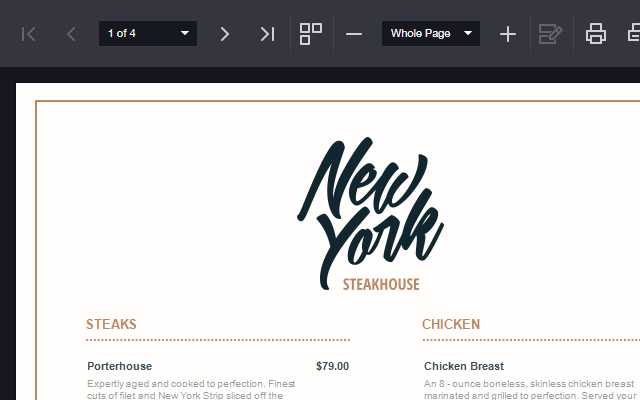 1 of 4
Whole Page
New
York
STEAKHOUSE
STEAKS
Porterhouse $79.00
Expertly aged and cooked to perfection. Finest
cuts of filet and New York Strip sliced off the
CHICKEN
Chicken Breast
An 8 - ounce boneless, skinless chicken breast
marinated and grilled to perfection. Served your